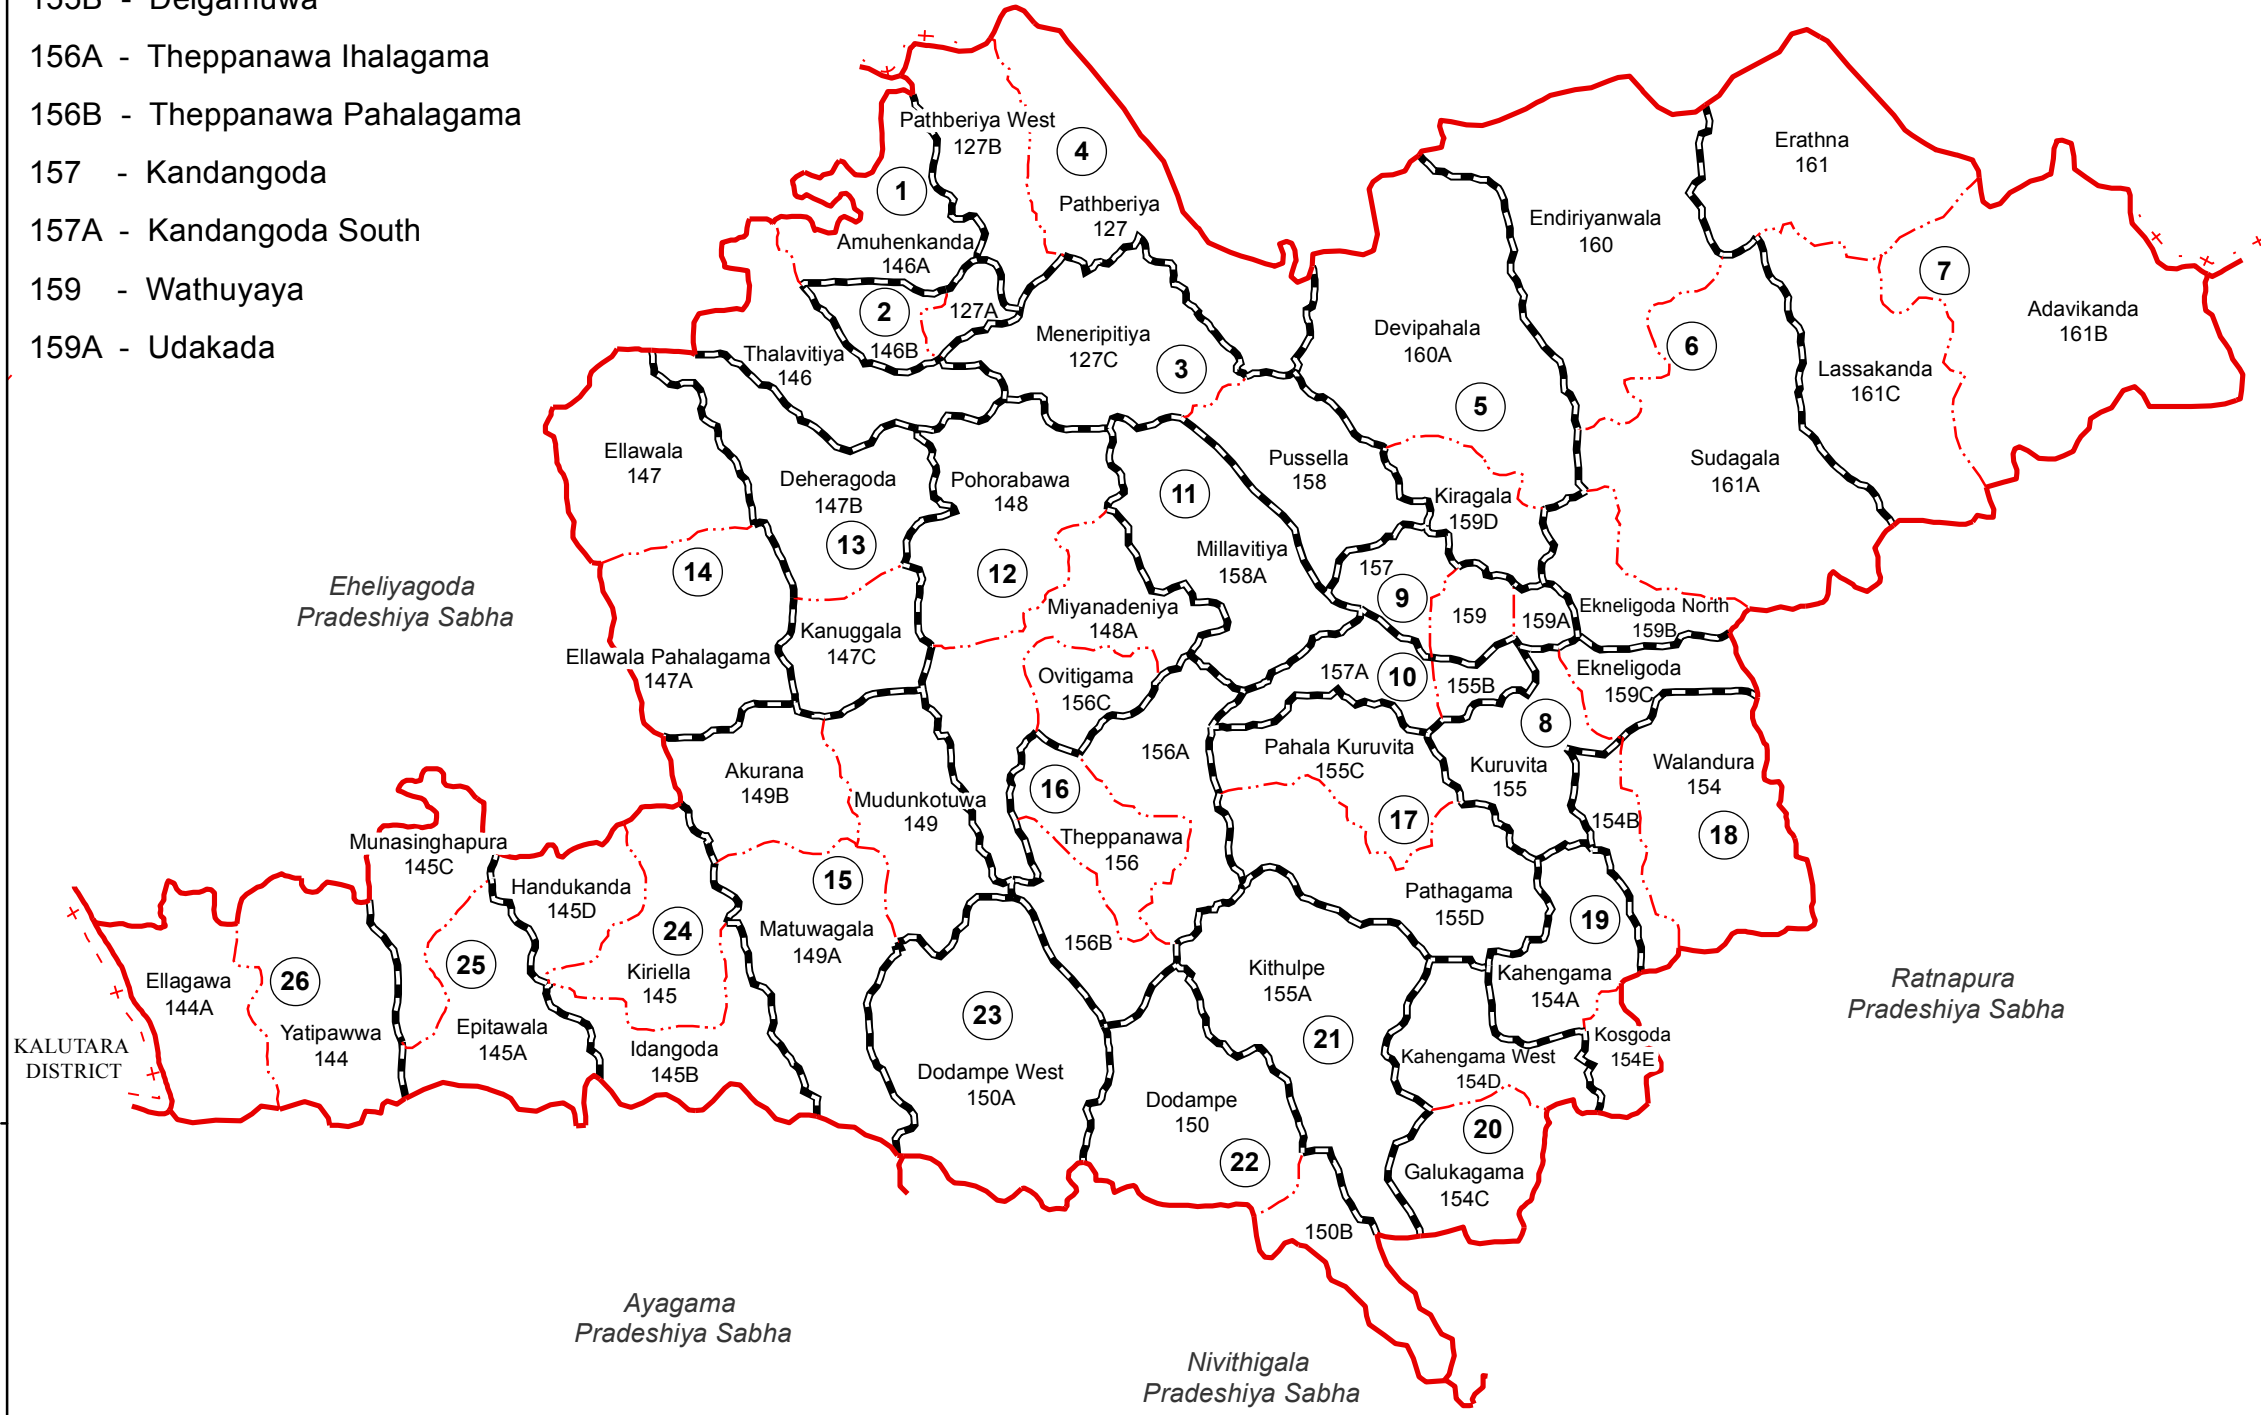 155B - Delgamuwa
156A - Theppanawa Ihalagama
156B - Theppanawa Pahalagama
157 - Kandangoda
157A - Kandangoda South
159 - Wathuyaya
159A - Udakada
Pathberiya West
127B
4
Erathna
161
1
Pathberiya
127
Endiriyanwala
160
Amuhenkanda
146A
7
2
127A
146B
Meneripitiya
127C
3
Devipahala
160A
6
Adavikanda
161B
Thalavitiya
146
Lassakanda
161C
5
Ellawala
147
Deheragoda
147B
13
Pohorabawa
148
11
Pussella
158
Kiragala
159D
Sudagala
161A
14
12
Millavitiya
158A
157
9
159
159A
Ekneligoda North
159B
Eheliyagoda
Pradeshiya Sabha
Miyanadeniya
148A
Kanuggala
147C
Ellawala Pahalagama
147A
Ovitigama
156C
157A
10
155B
Ekneligoda
159C
8
156A
Pahala Kuruvita
155C
Kuruvita
155
Walandura
154
Akurana
149B
Mudunkotuwa
149
16
17
154B
18
Munasinghapura
145C
Theppanawa
156
Handukanda
145D
15
Pathagama
155D
19
24
Matuwagala
149A
156B
25
Ellagawa
144A
26
Kiriella
145
Kithulpe
155A
Kahengama
154A
Ratnapura
Pradeshiya Sabha
23
Yatipawwa
144
Epitawala
145A
Idangoda
145B
21
Kosgoda
154E
KALUTARA
DISTRICT
Kahengama West
154D
Dodampe West
150A
Dodampe
150
20
22
Galukagama
154C
150B
Ayagama
Pradeshiya Sabha
Nivithigala
Pradeshiya Sabha